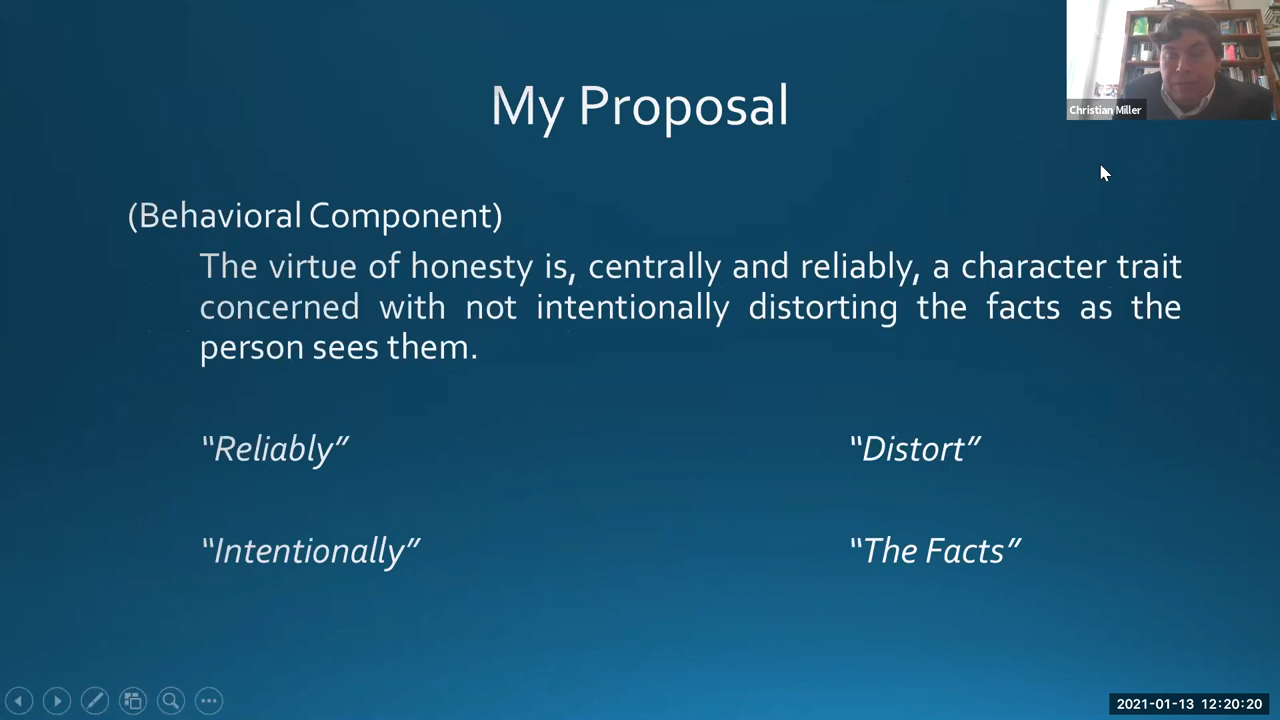 Christian Miller
My Proposal
(Behavioral Component)
The virtue of honesty is, centrally and reliably, a character trait
concerned with not intentionally distorting the facts as the
person sees them.
“Reliably”
“Distort”
“Intentionally”
“The Facts”
2021-01-13 12:20:20